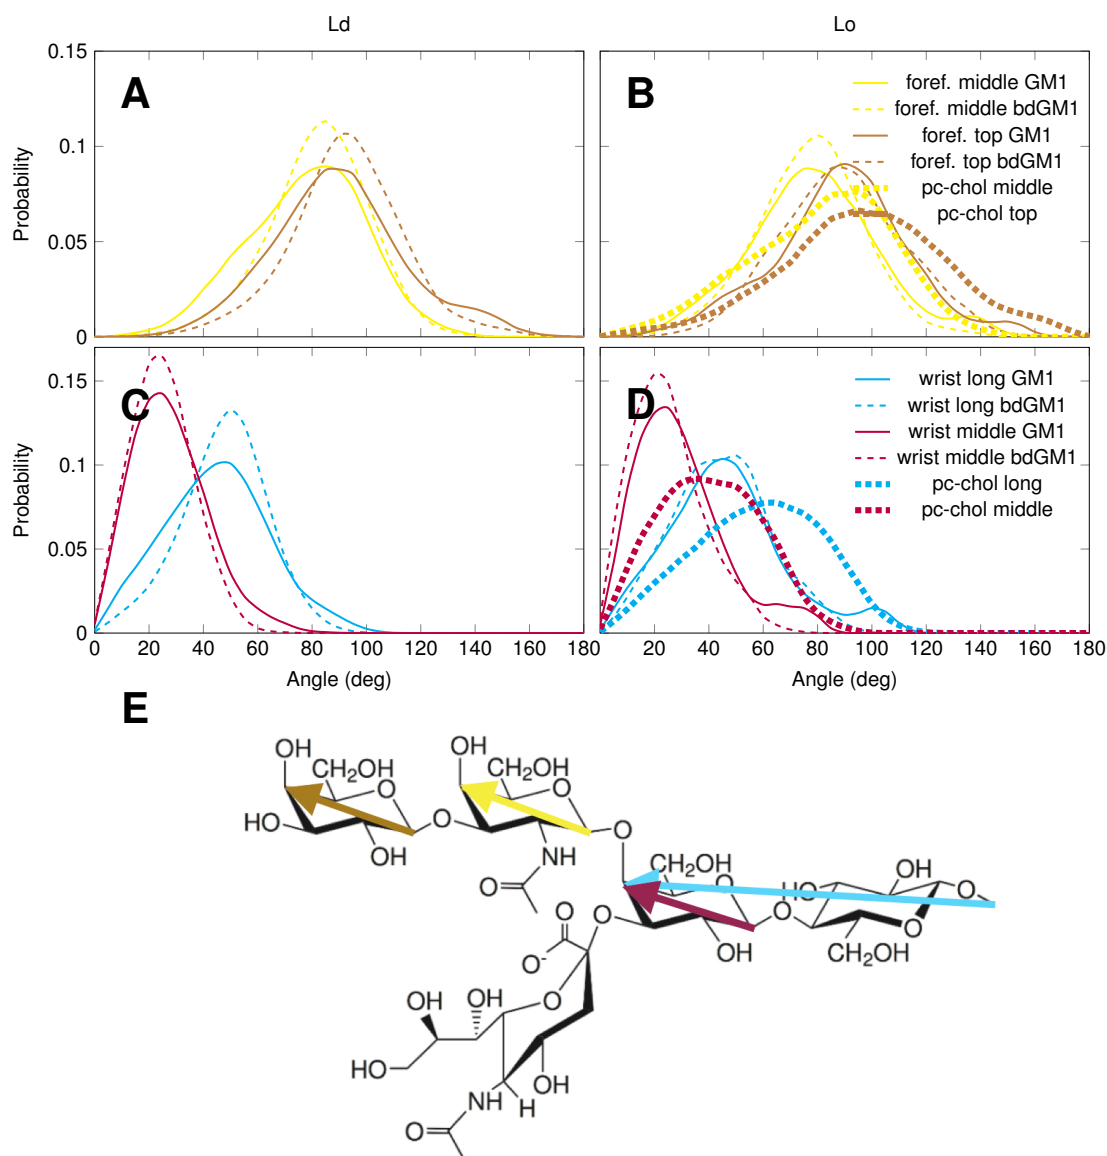 Ld
Lo
0.15
0.1
0.05
0
Probability
A
B
foref. middle GM1
foref. middle bdGM1
foref. top GM1
foref. top bdGM1
pc-chol middle
pc-chol top
0.15
0.1
0.05
0
Probability
C
D
wrist long GM1
wrist long bdGM1
wrist middle GM1
wrist middle bdGM1
pc-chol long
pc-chol middle
0 20 40 60 80 100 120 140 160 180
20 40 60 80 100 120 140 160 180
Angle (deg)
Angle (deg)
E
OH
OH
CH2OH
CH2OH
O
O
HO
O
O
OH
NH
O
CH2OH
OH
O
HO
O
O
O
O
O
OH
CH2OH
O-
OH
OH
O
HO
OH
NH
H
O